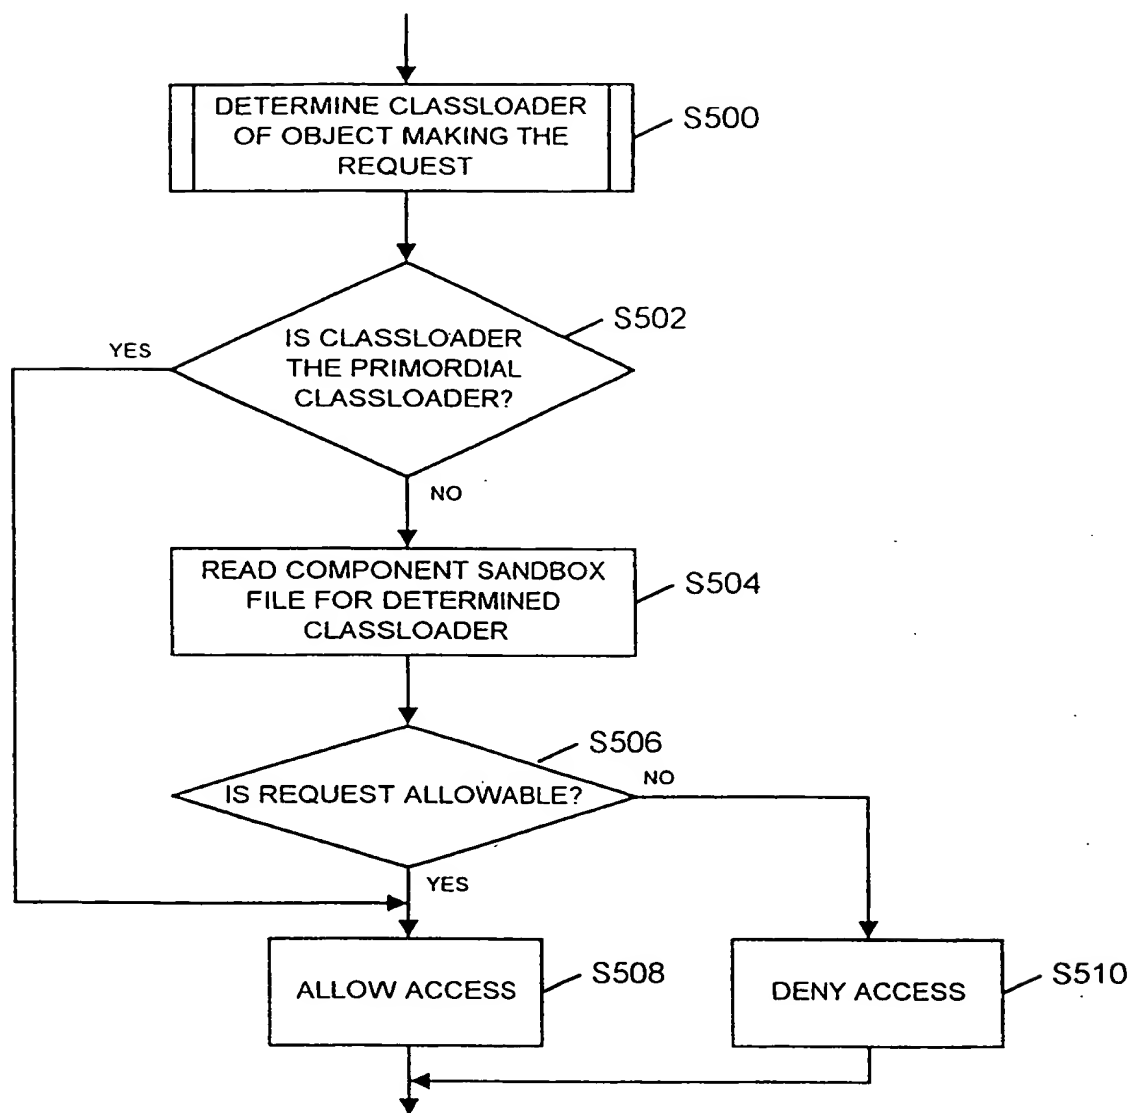 DETERMINE CLASSLOADER
OF OBJECT MAKING THE
REQUEST
S500
IS CLASSLOADER
THE PRIMORDIAL
CLASSLOADER?
S502
YES
NO
READ COMPONENT SANDBOX
FILE FOR DETERMINED
CLASSLOADER
S504
IS REQUEST ALLOWABLE?
S506
NO
YES
ALLOW ACCESS
S508
DENY ACCESS
S510